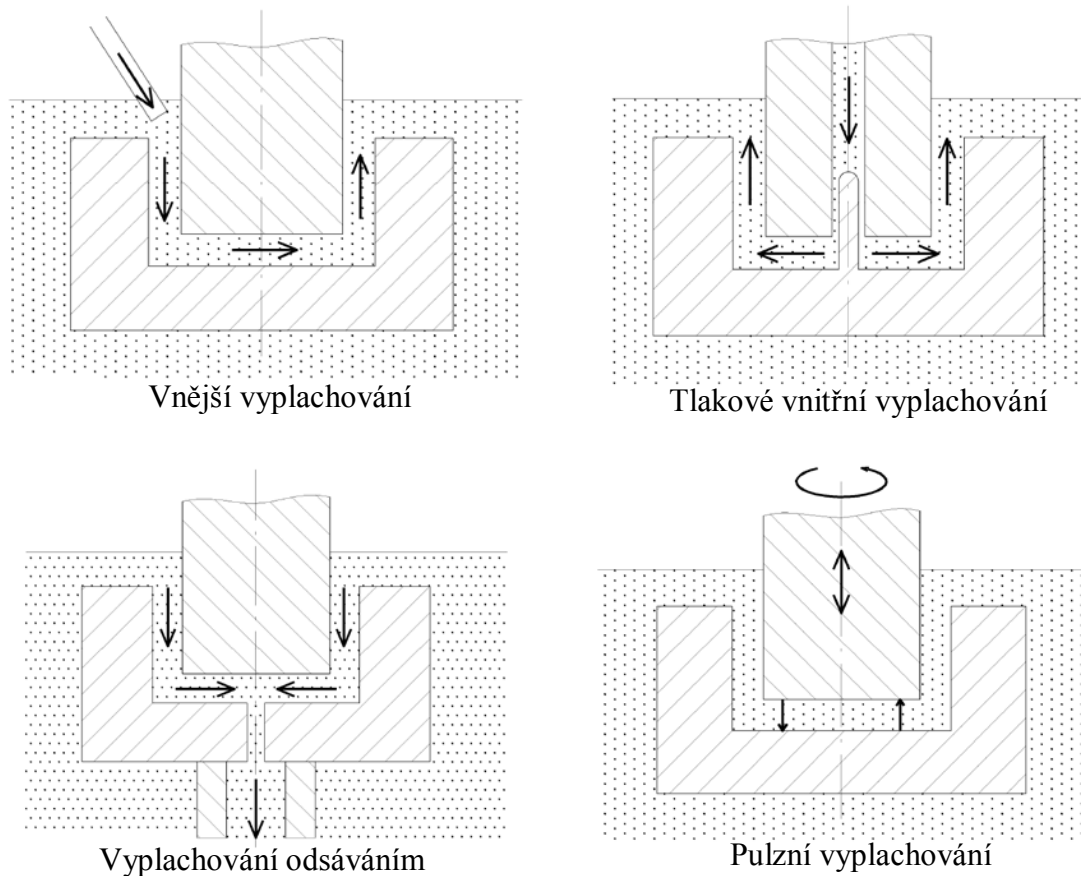 Vnější vyplachování
Tlakové vnitřní vyplachování
Vyplachování odsáváním
Pulzní vyplachování